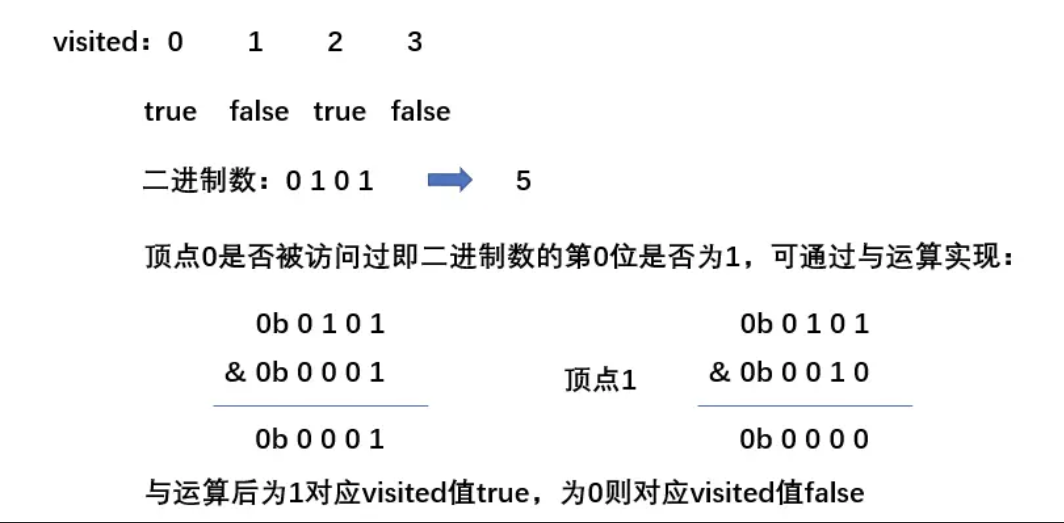 visited：0 1 2 3
true false true false
二进制数：0 1 0 1 5
顶点0是否被访问过即二进制数的第0位是否为1，可通过与运算实现：
0b 0 1 0 1 0b 0 1 0 1
& 0b 0 0 0 1 顶点1 & 0b 0 0 1 0
0b 0 0 0 1 0b 0 0 0 0
与运算后为1对应visited值true，为0则对应visited值false